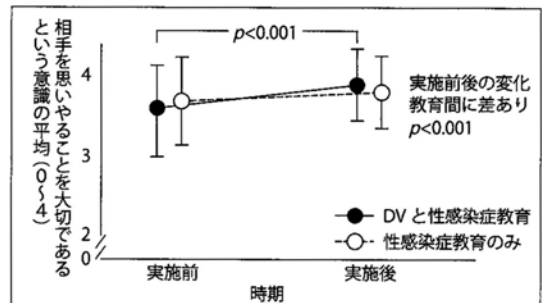 相手を思いやることを大切である
という意識の平均(0〜4)
4
3
2
0
p<0.001
実施前後の変化
教育間に差あり
p<0.001
DVと性感染症教育
性感染症教育のみ
実施前
実施後
時期